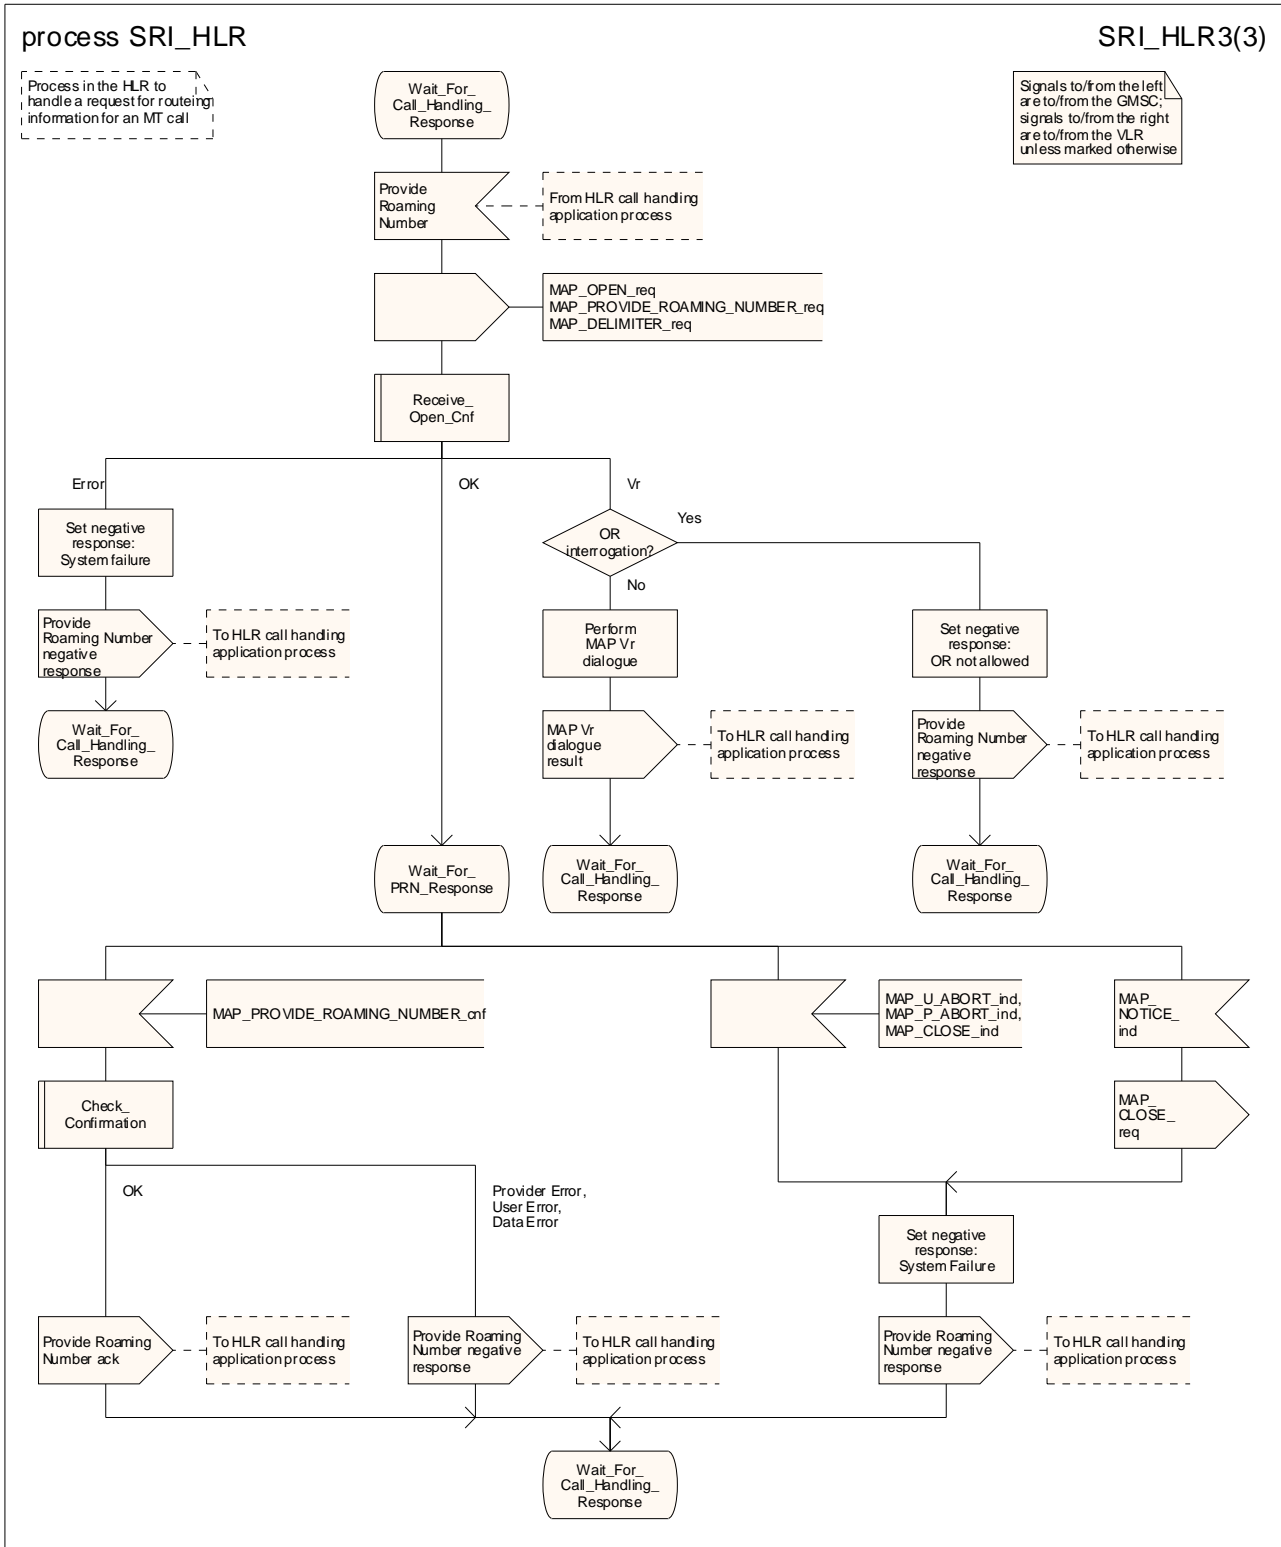 process SRI_HLR
SRI_HLR3(3)
Process in the HLR to
handle a request for routeing
information for an MT call
Wait_For_
Call_Handling_
Response
Signals to/from the left
are to/from the GMSC;
signals to/from the right
are to/from the VLR
unless marked otherwise
Provide
Roaming
Number
From HLR call handling
application process
MAP_OPEN_req
MAP_PROVIDE_ROAMING_NUMBER_req
MAP_DELIMITER_req
Receive_
Open_Cnf
Error
OK
Vr
Set negative
response:
System failure
OR
interrogation?
Yes
No
Provide
Roaming Number
negative
response
To HLR call handling
application process
Perform
MAP Vr
dialogue
Set negative
response:
OR not allowed
Wait_For_
Call_Handling_
Response
MAP Vr
dialogue
result
To HLR call handling
application process
Provide
Roaming Number
negative
response
To HLR call handling
application process
Wait_For_
PRN_Response
Wait_For_
Call_Handling_
Response
Wait_For_
Call_Handling_
Response
MAP_PROVIDE_ROAMING_NUMBER_cnf
MAP_U_ABORT_ind,
MAP_P_ABORT_ind,
MAP_CLOSE_ind
MAP_
NOTICE_
ind
Check_
Confirmation
MAP_
CLOSE_
req
OK
Provider Error,
User Error,
Data Error
Set negative
response:
System Failure
Provide Roaming
Number ack
To HLR call handling
application process
Provide Roaming
Number negative
response
To HLR call handling
application process
Provide Roaming
Number negative
response
To HLR call handling
application process
Wait_For_
Call_Handling_
Response